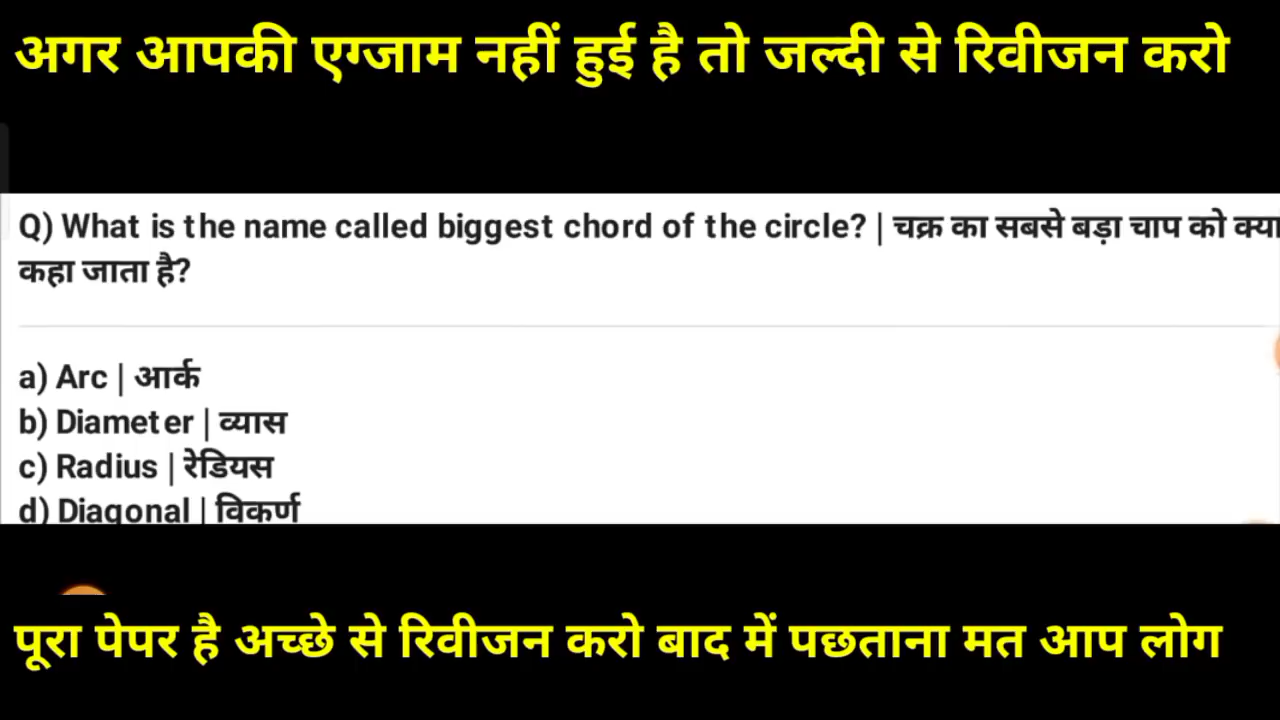 अगर आपकी एग्जाम नहीं हुई है तो जल्दी से रिवीजन करो
Q) What is the name called biggest chord of the circle? | चक्र का सबसे बड़ा चाप को क्या
कहा जाता है?
a) Arc | आर्क
b) Diameter | व्यास
c) Radius | रेडियस
d) Diagonal | विकर्ण
पूरा पेपर है अच्छे से रिवीजन करो बाद में पछताना मत आप लोग